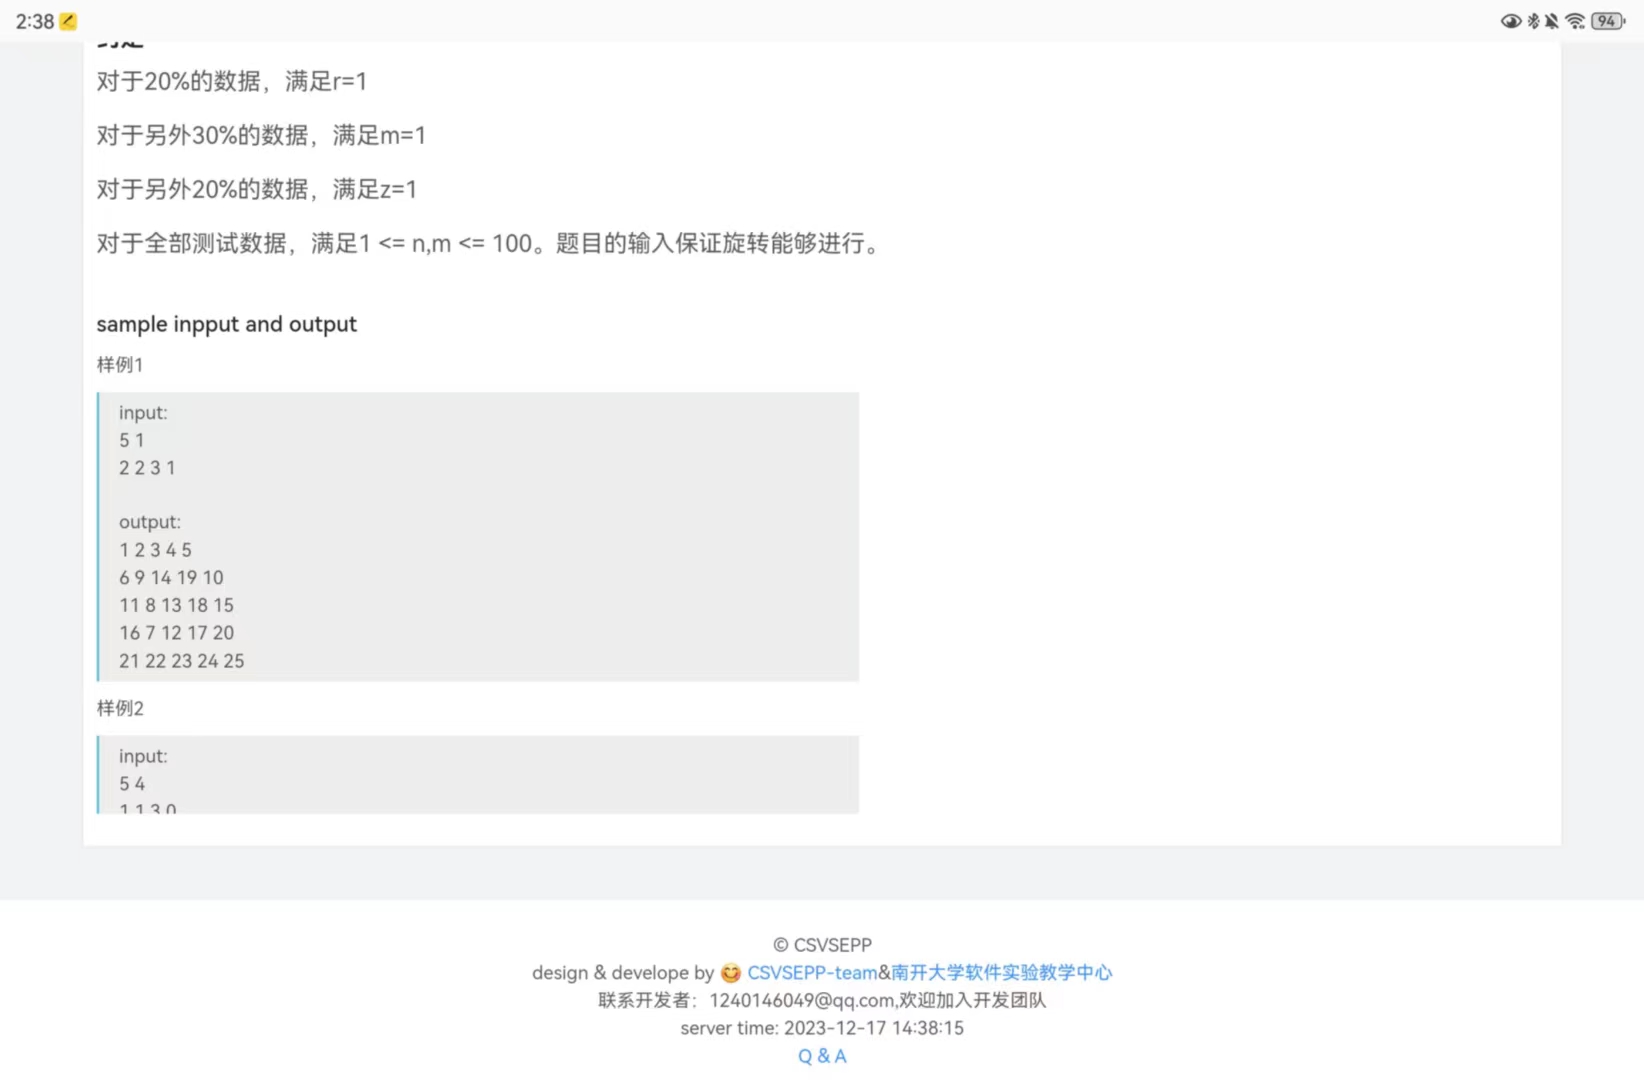 2:38
94
约定
对于20%的数据，满足r=1
对于另外30%的数据，满足m=1
对于另外20%的数据，满足z=1
对于全部测试数据，满足1 <= n,m <= 100。题目的输入保证旋转能够进行。
sample inpput and output
样例1
input:
5 1
2 2 3 1
output:
1 2 3 4 5
6 9 14 19 10
11 8 13 18 15
16 7 12 17 20
21 22 23 24 25
样例2
input:
5 4
1 1 3 0
© CSVSEPP
design & develope by 😋 CSVSEPP-team&南开大学软件实验教学中心
联系开发者：1240146049@qq.com,欢迎加入开发团队
server time: 2023-12-17 14:38:15
Q & A